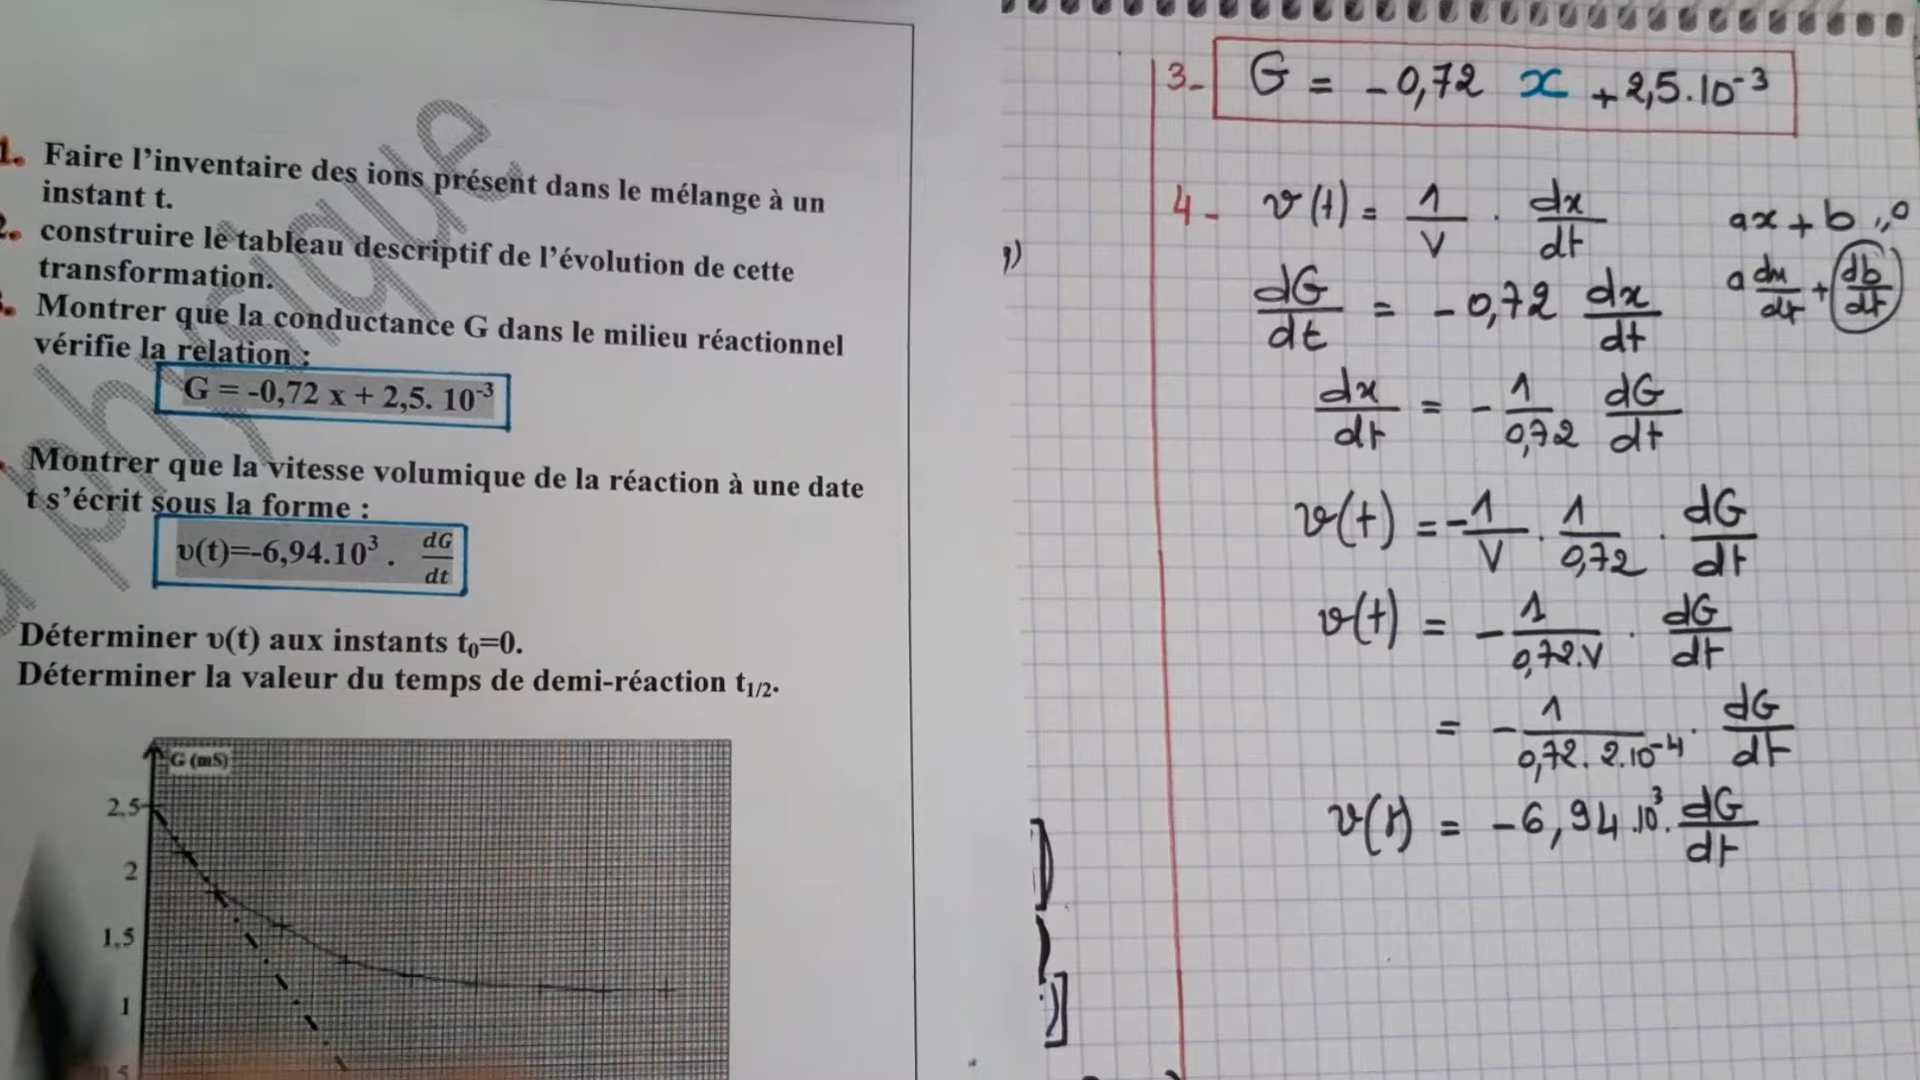 1. Faire l’inventaire des ions présent dans le mélange à un
instant t.
2. construire le tableau descriptif de l’évolution de cette
transformation.
Montrer que la conductance G dans le milieu réactionnel
vérifie la relation :
G = -0,72 x + 2,5. 10⁻³
Montrer que la vitesse volumique de la réaction à une date
t s’écrit sous la forme :
υ(t)=-6,94.10³ . dG/dt
Déterminer υ(t) aux instants t₀=0.
Déterminer la valeur du temps de demi-réaction t₁/₂.
G (mS)
2,5
2
1,5
1
physique
3- G = -0,72 x + 2,5.10⁻³
4- v(t) = 1/V . dx/dt
ax + b
dG/dt = -0,72 dx/dt
a dx/dt + db/dt
0
dx/dt = - 1/0,72 dG/dt
v(t) = - 1/V . 1/0,72 . dG/dt
v(t) = - 1/0,72.V . dG/dt
= - 1/0,72. 2.10⁻⁴ . dG/dt
v(t) = -6,94.10³. dG/dt